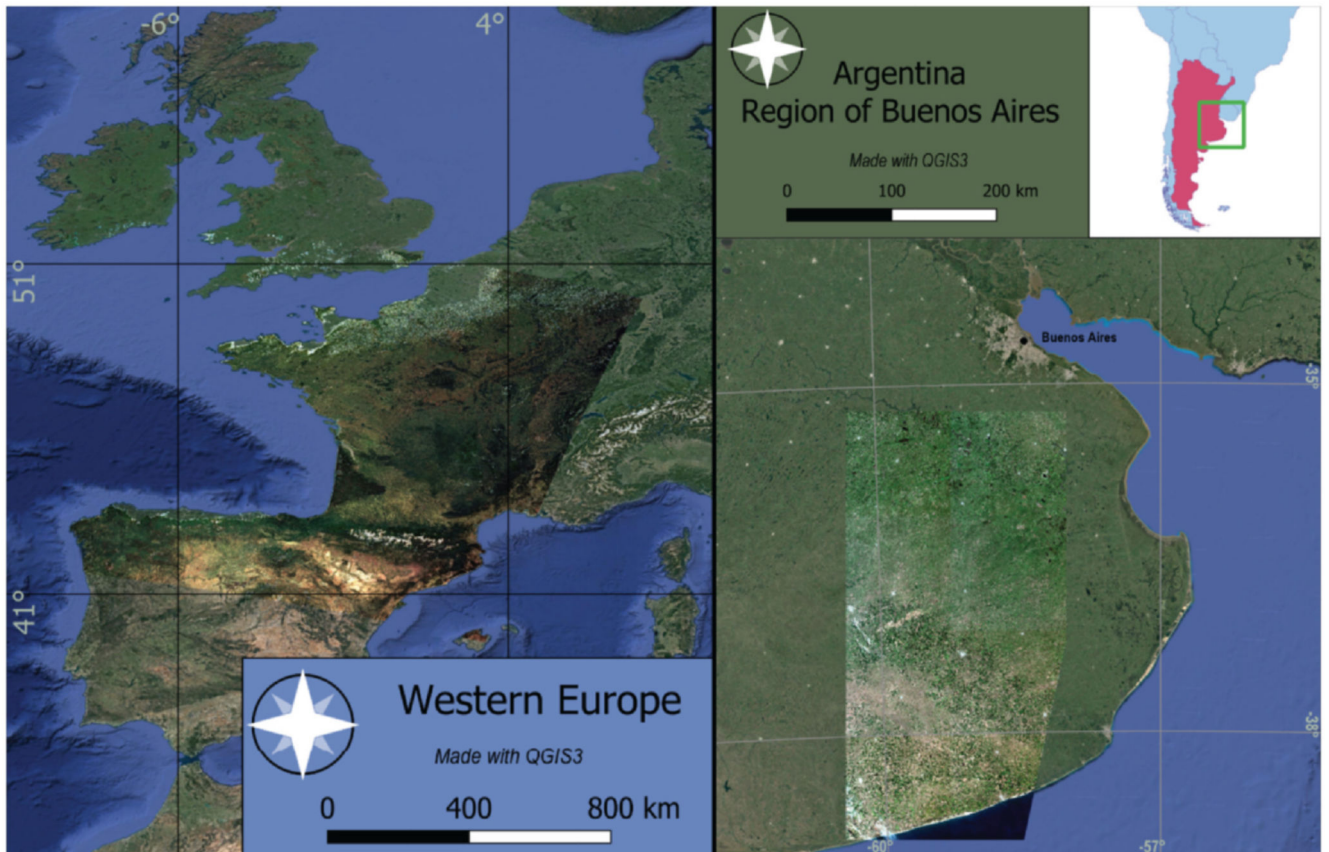 -6°
4°
51°
41°
Western Europe
Made with QGIS3
0 400 800 km
Argentina
Region of Buenos Aires
Made with QGIS3
0 100 200 km
Buenos Aires
-35°
-38°
-60°
-57°